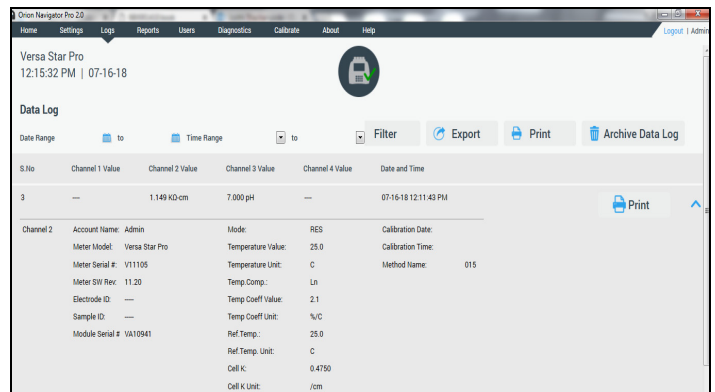 Orion Navigator Pro 2.0
Home Settings Logs Reports Users Diagnostics Calibrate About Help Logout | Admin
Versa Star Pro
12:15:32 PM | 07-16-18
Data Log
Date Range to Time Range to Filter Export Print Archive Data Log
S.No Channel 1 Value Channel 2 Value Channel 3 Value Channel 4 Value Date and Time
3 --- 1.149 KΩ-cm 7.000 pH --- 07-16-18 12:11:43 PM Print
Channel 2 Account Name: Admin Mode: RES Calibration Date:
Meter Model: Versa Star Pro Temperature Value: 25.0 Calibration Time:
Meter Serial #: V11105 Temperature Unit: C Method Name: 015
Meter SW Rev: 11.20 Temp.Comp.: Ln
Electrode ID: ---- Temp Coeff Value: 2.1
Sample ID: ---- Temp Coeff Unit: %/C
Module Serial # VA10941 Ref.Temp.: 25.0
Ref.Temp. Unit: C
Cell K: 0.4750
Cell K Unit: /cm